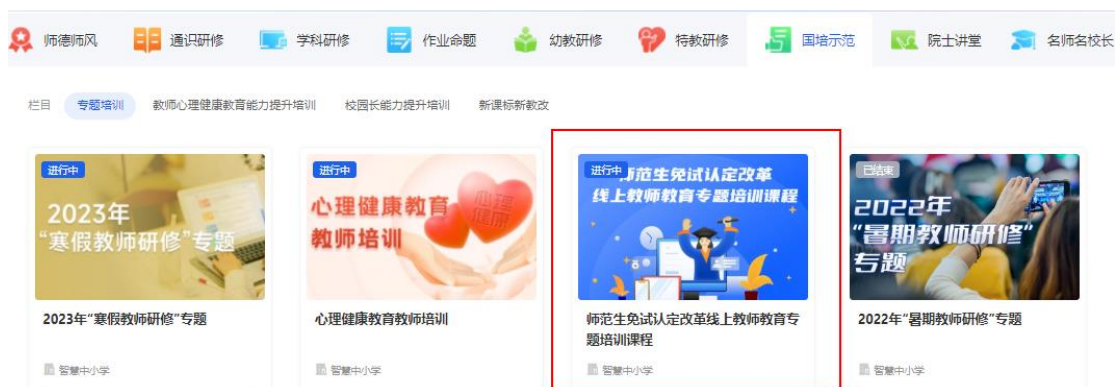 师德师风 通识研修 学科研修 作业命题 幼教研修 特教研修 国培示范 院士讲堂 名师名校长
栏目 专题培训 教师心理健康教育能力提升培训 校园长能力提升培训 新课标新教改
进行中
2023年
“寒假教师研修”专题
2023年“寒假教师研修”专题
智慧中小学
进行中
心理健康教育
教师培训
心理
健康
心理健康教育教师培训
智慧中小学
进行中
师范生免试认定改革
线上教师教育专题培训课程
师范生免试认定改革线上教师教育专
题培训课程
智慧中小学
已结束
2022年
“暑期教师研修”
专题
2022年“暑期教师研修”专题
智慧中小学